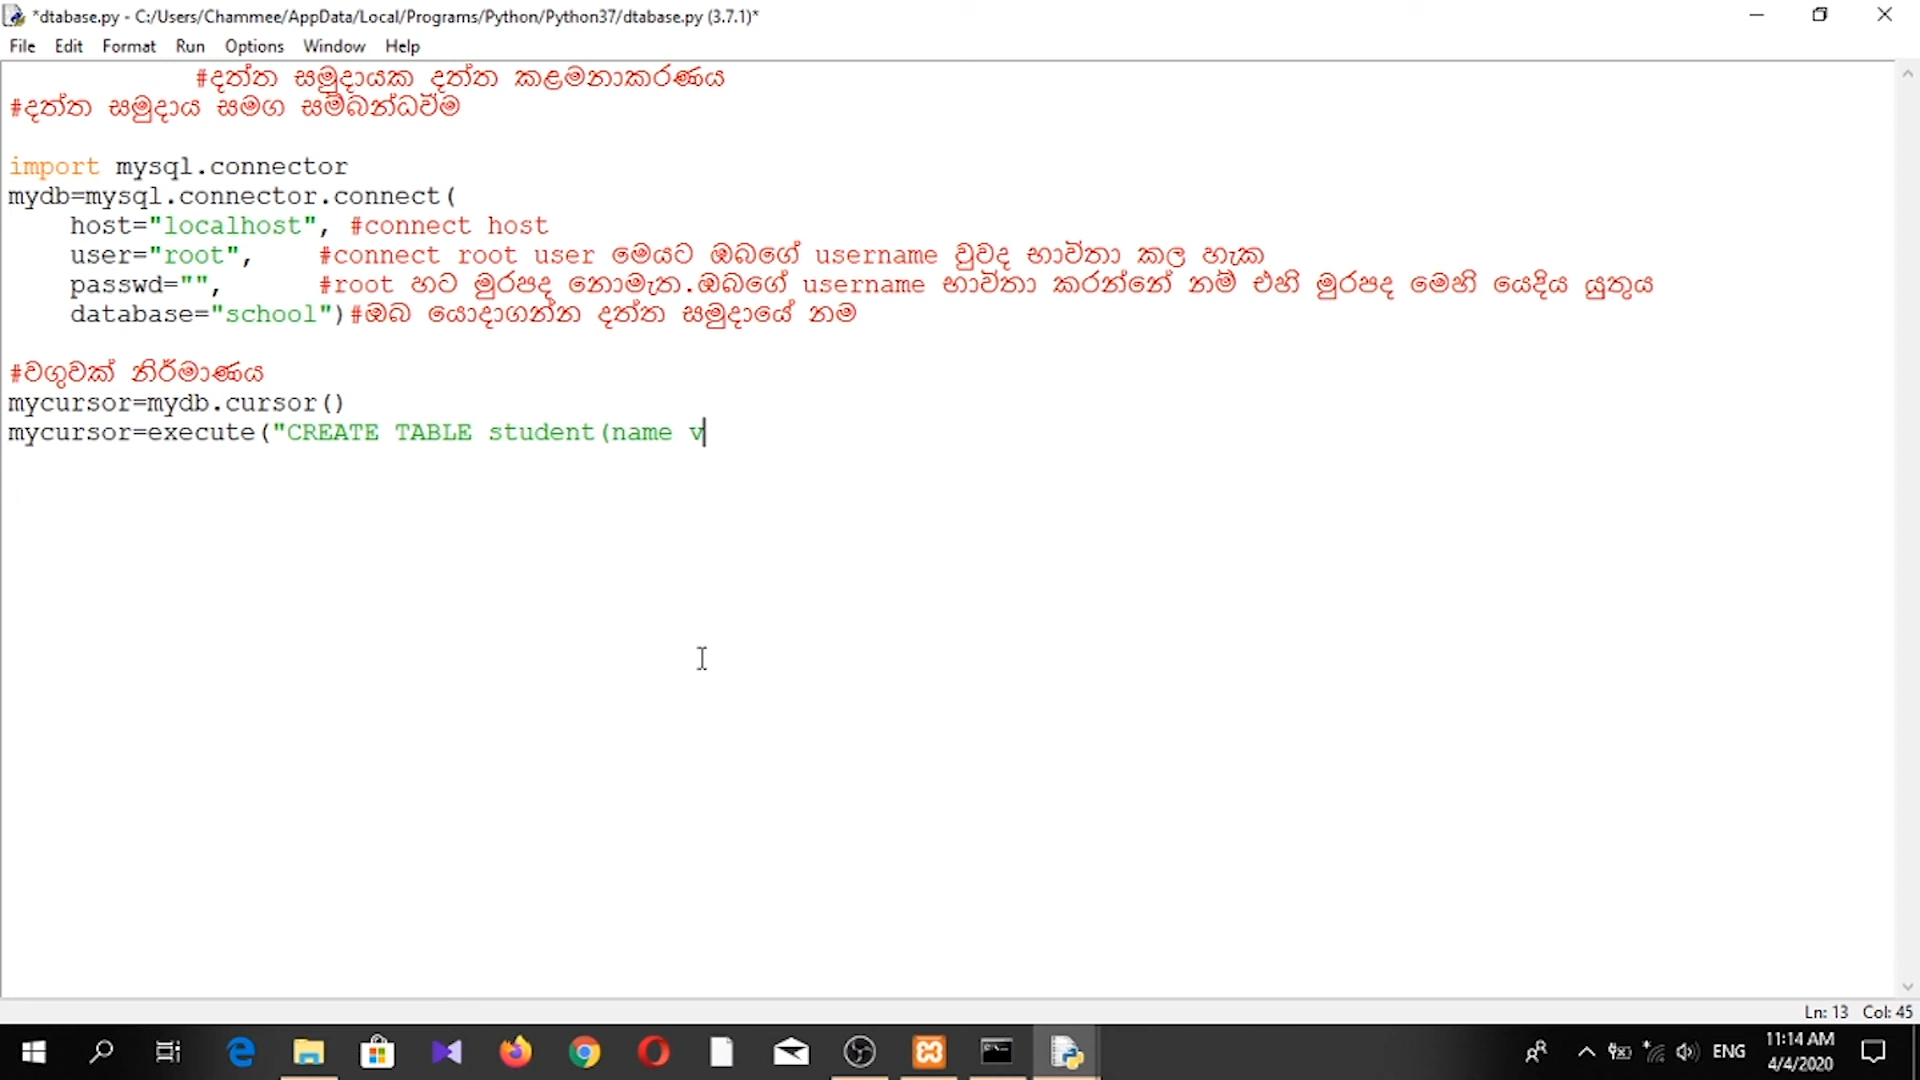 *dtabase.py - C:/Users/Chammee/AppData/Local/Programs/Python/Python37/dtabase.py (3.7.1)*
File Edit Format Run Options Window Help
#දත්ත සමුදායක දත්ත කළමනාකරණය
#දත්ත සමුදාය සමග සම්බන්ධවීම
import mysql.connector
mydb=mysql.connector.connect(
host="localhost", #connect host
user="root", #connect root user මෙයට ඔබගේ username වුවද භාවිතා කල හැක
passwd="", #root හට මුරපද නොමැත.ඔබගේ username භාවිතා කරන්නේ නම් එහි මුරපද මෙහි යෙදිය යුතුය
database="school")#ඔබ යොදාගන්න දත්ත සමුදායේ නම
#වගුවක් නිර්මාණය
mycursor=mydb.cursor()
mycursor=execute("CREATE TABLE student(name v
Ln: 13 Col: 45
ENG
11:14 AM
4/4/2020